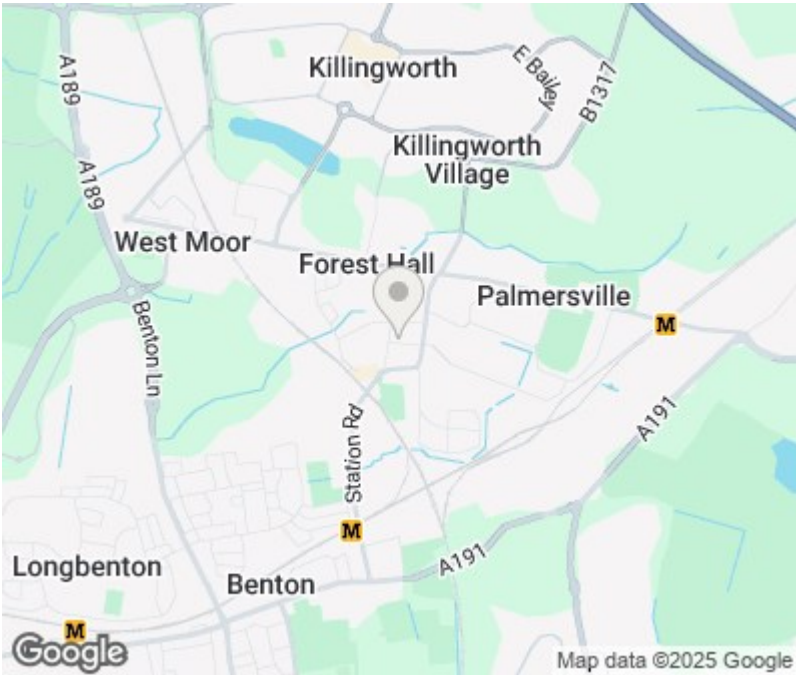 A189
Killingworth
E Bailey
B1317
Killingworth
Village
A189
West Moor
Forest Hall
Palmersville
M
Benton Ln
Station Rd
A191
M
A191
Longbenton
Benton
M
Google
Map data ©2025 Google